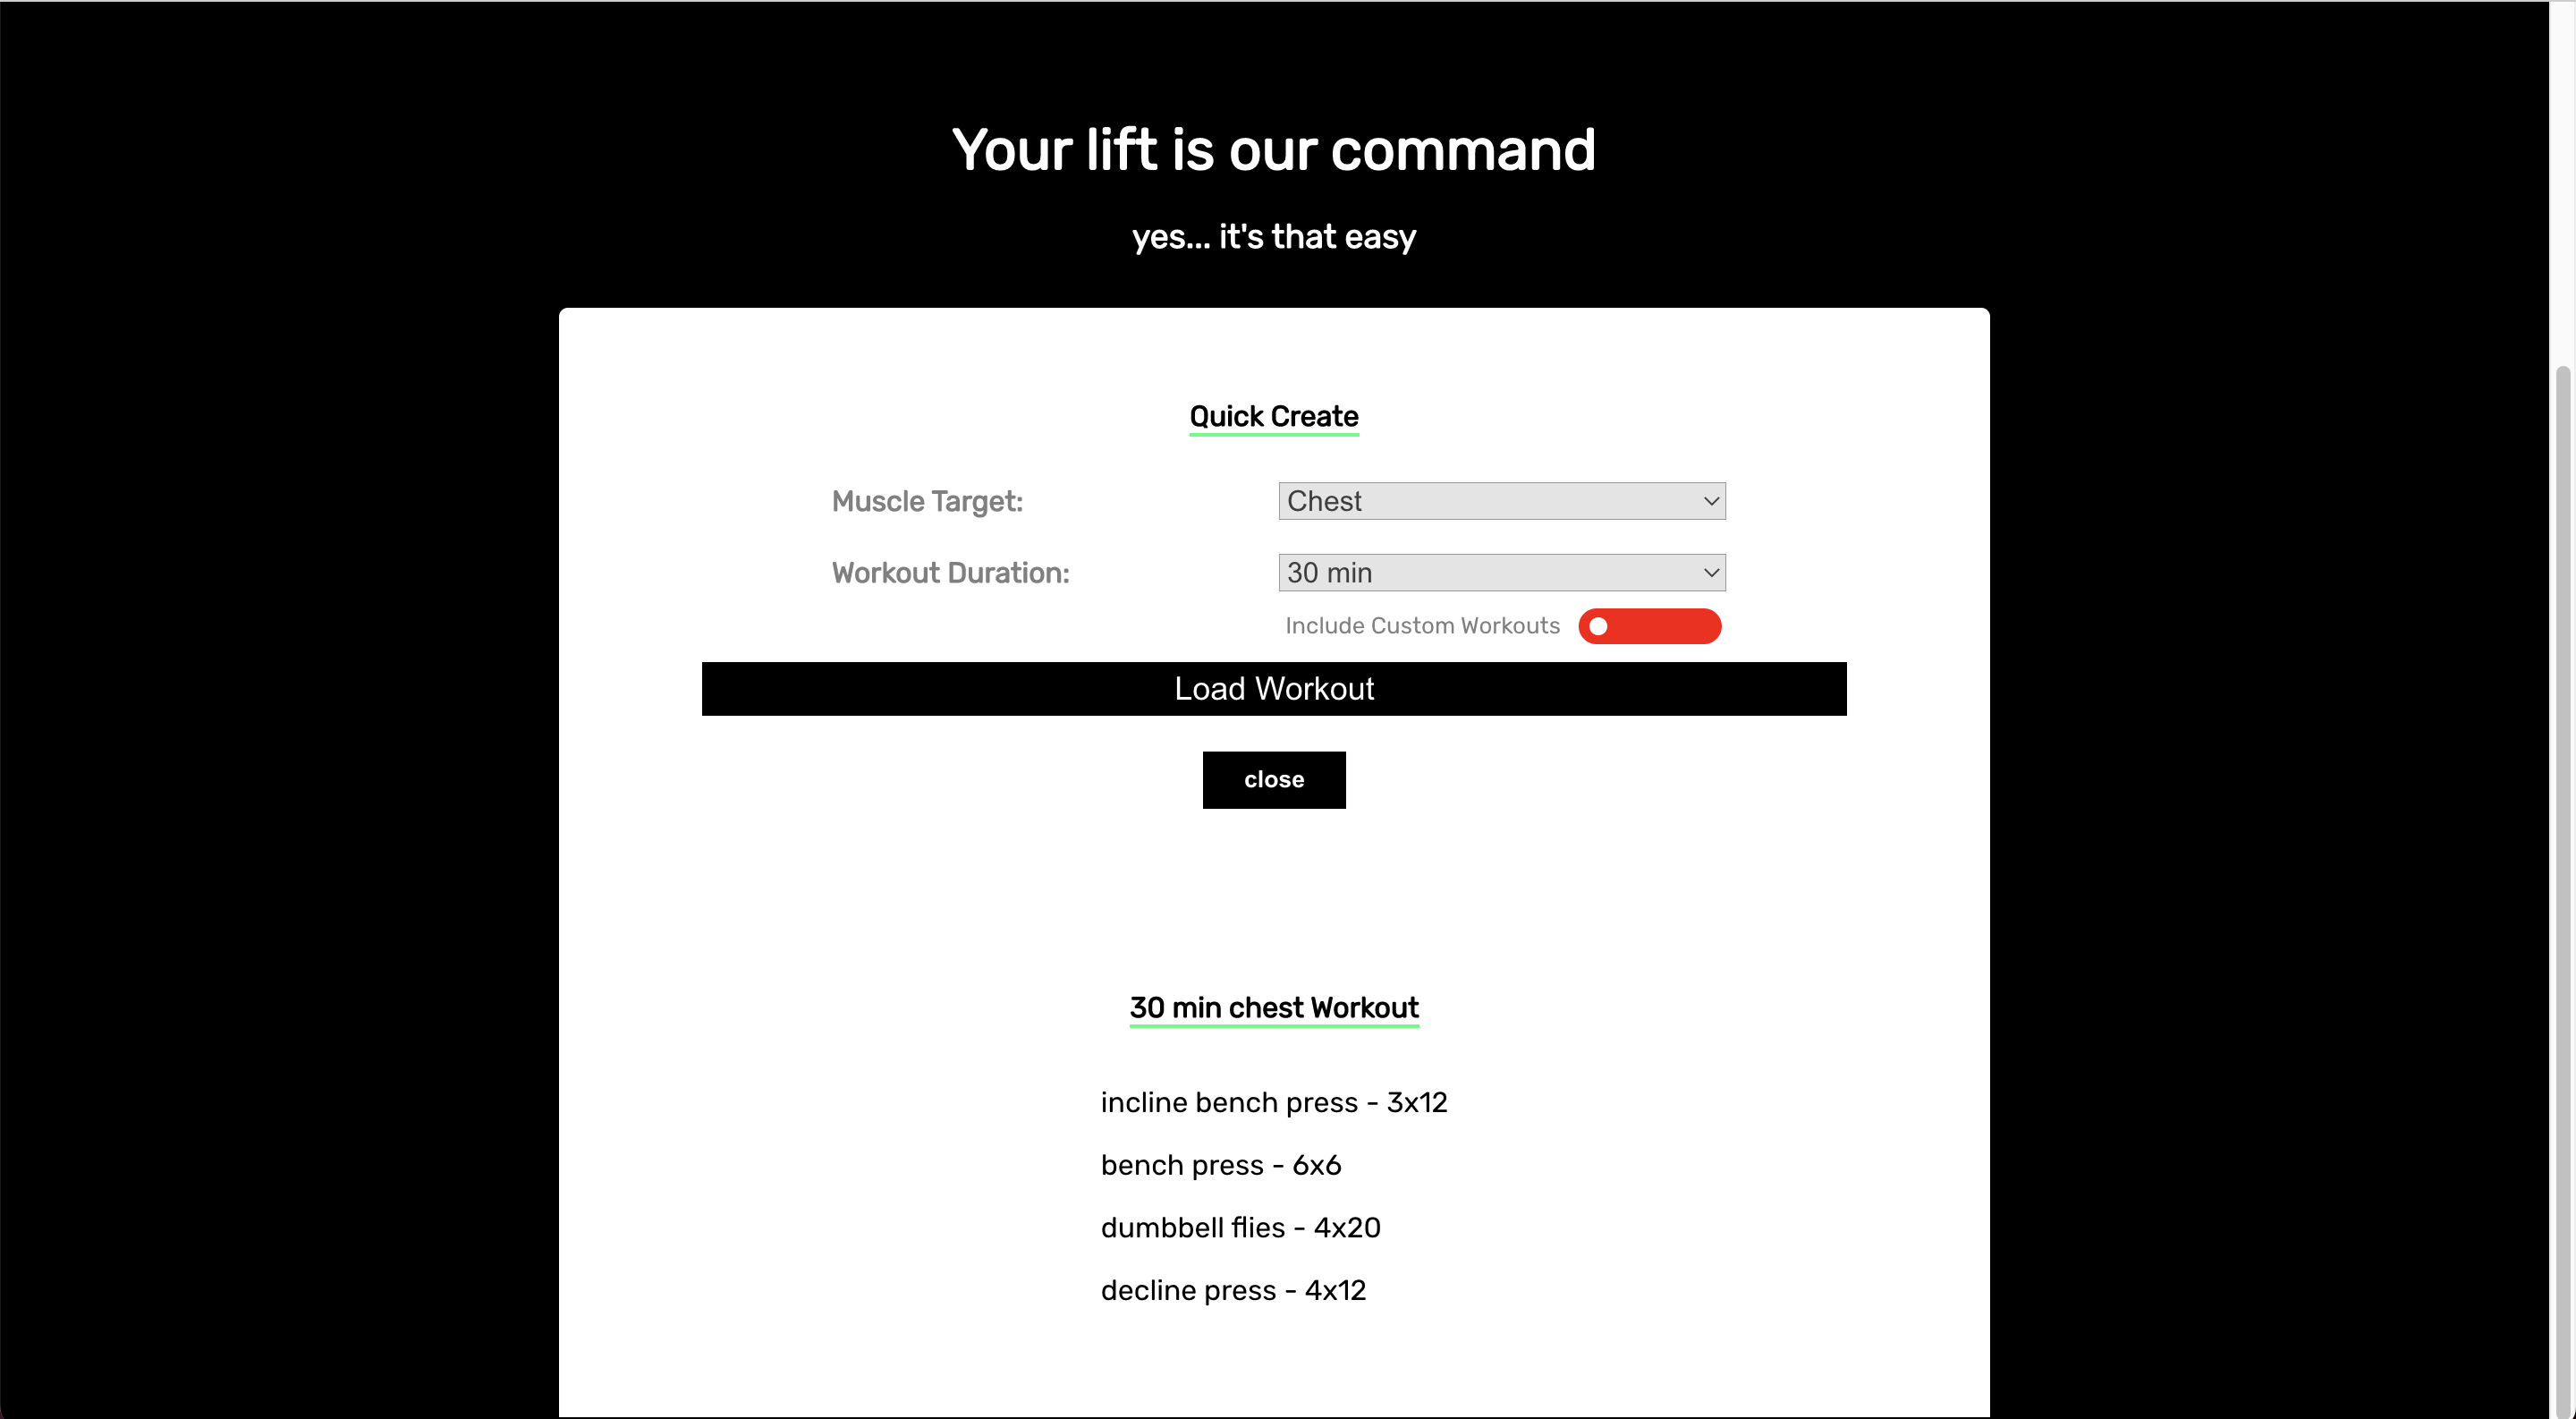 Your lift is our command
yes... it's that easy
Quick Create
Muscle Target:
Chest
Workout Duration:
30 min
Include Custom Workouts
Load Workout
close
30 min chest Workout
incline bench press - 3x12
bench press - 6x6
dumbbell flies - 4x20
decline press - 4x12